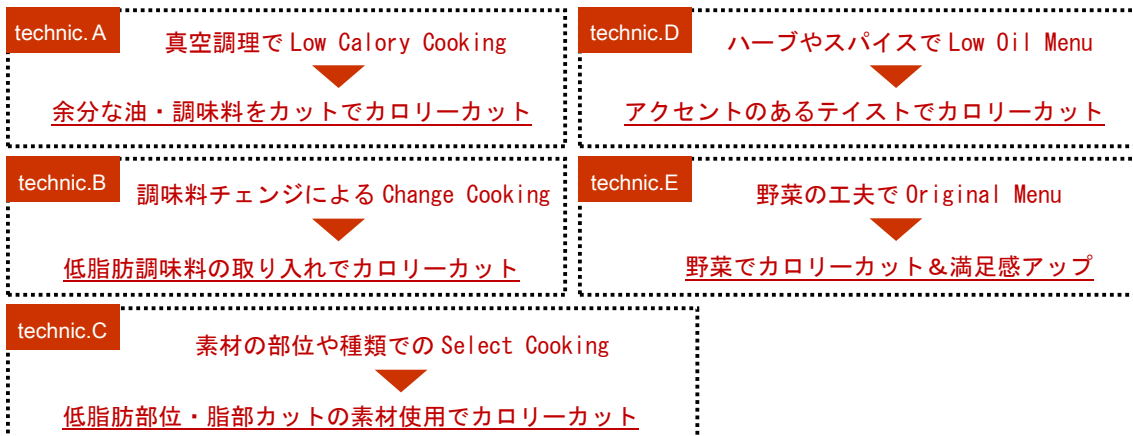 technic. A
真空調理で Low Calory Cooking
余分な油・調味料をカットでカロリーカット
technic.B
調味料チェンジによる Change Cooking
低脂肪調味料の取り入れでカロリーカット
technic.C
素材の部位や種類での Select Cooking
低脂肪部位・脂部カットの素材使用でカロリーカット
technic.D
ハーブやスパイスで Low Oil Menu
アクセントのあるテイストでカロリーカット
technic.E
野菜の工夫で Original Menu
野菜でカロリーカット＆満足感アップ